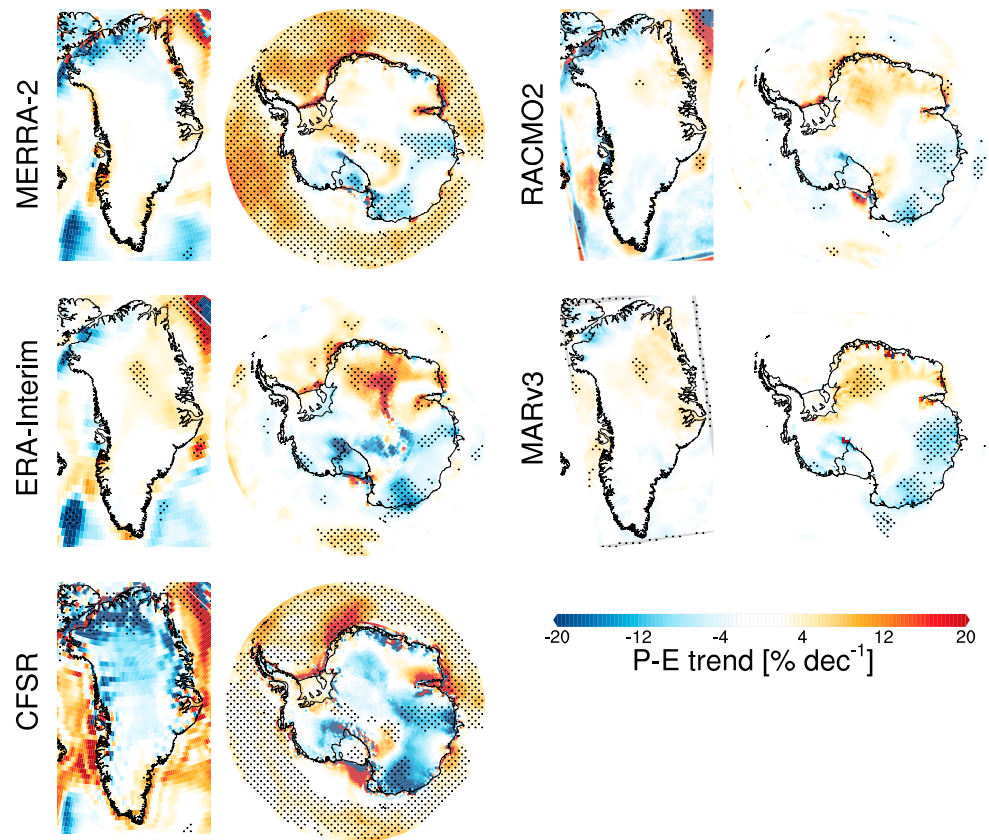 MERRA-2
RACMO2
ERA-Interim
MARv3
CFSR
-20 -12 -4 4 12 20
P-E trend [% dec⁻¹]